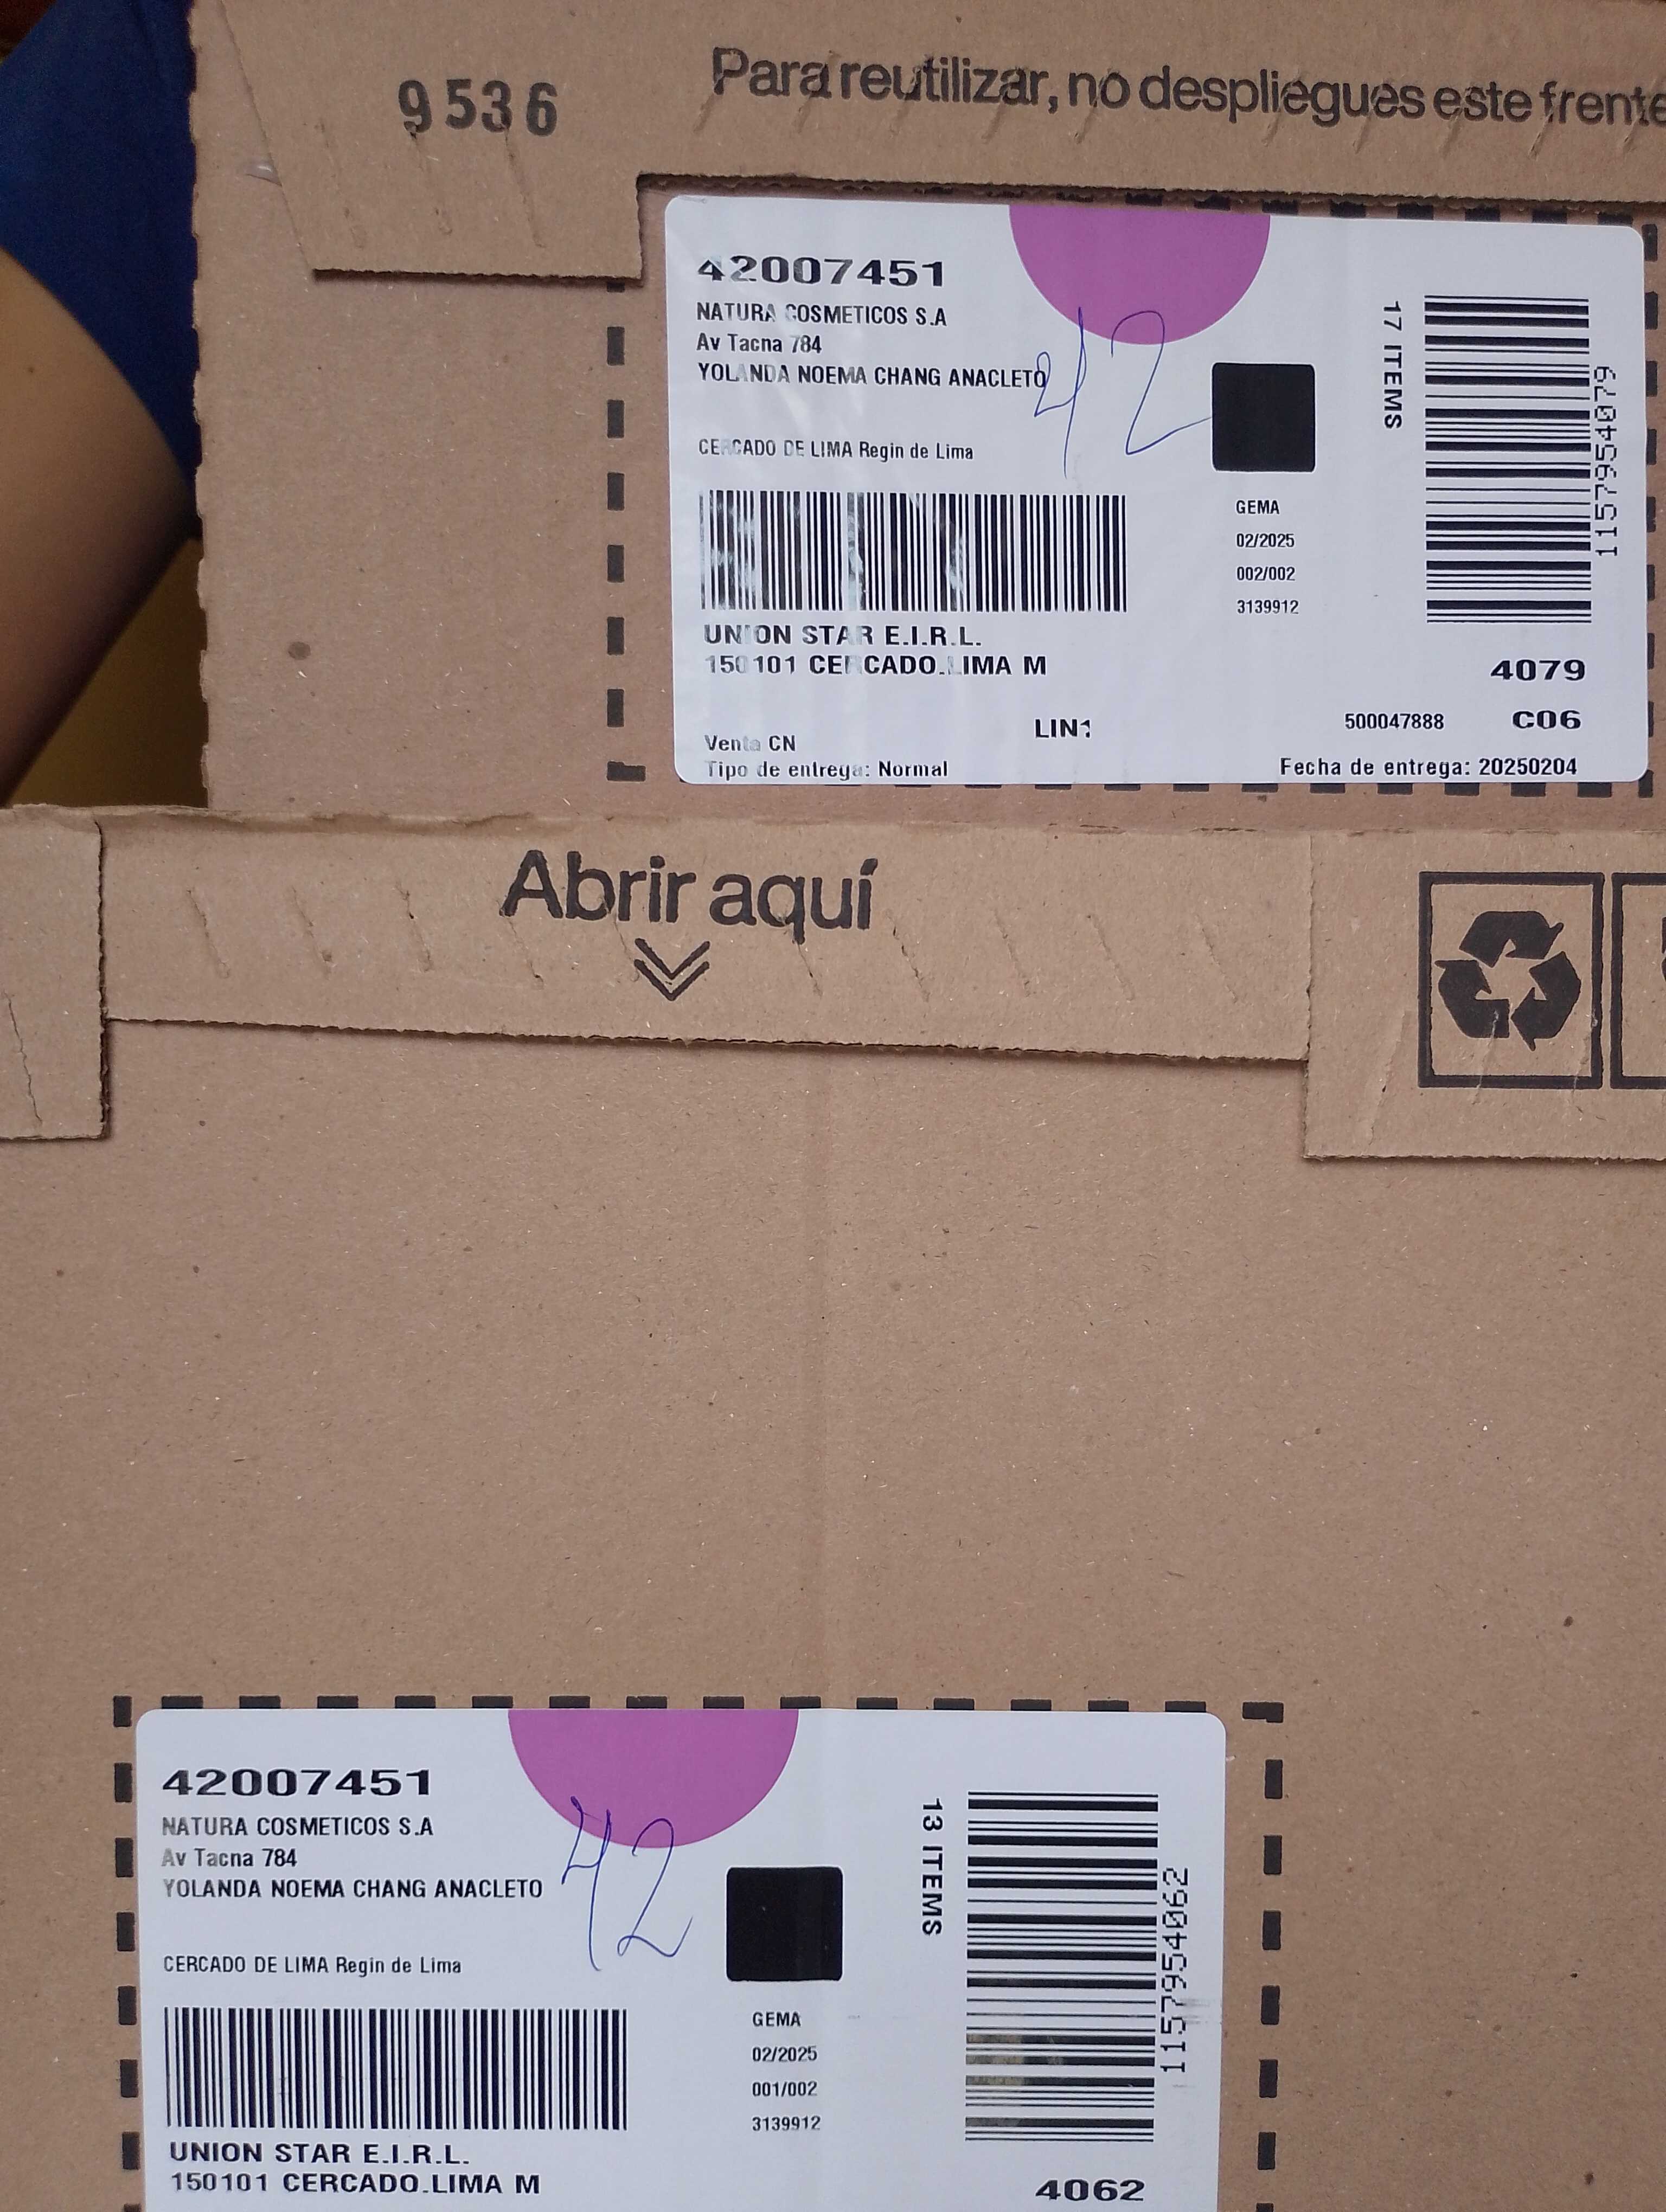 9536
Para reutilizar, no despliegues este frente
42007451
NATURA COSMETICOS S.A
Av Tacna 784
YOLANDA NOEMA CHANG ANACLETO
42
CERCADO DE LIMA Regin de Lima
17 ITEMS
1157954079
GEMA
02/2025
002/002
3139912
UNION STAR E.I.R.L.
150101 CERCADO.LIMA M
4079
LIN1
500047888 C06
Venta CN
Tipo de entrega: Normal
Fecha de entrega: 20250204
Abrir aquí
42007451
NATURA COSMETICOS S.A
Av Tacna 784
YOLANDA NOEMA CHANG ANACLETO
42
CERCADO DE LIMA Regin de Lima
13 ITEMS
1157954062
GEMA
02/2025
001/002
3139912
UNION STAR E.I.R.L.
150101 CERCADO.LIMA M
4062